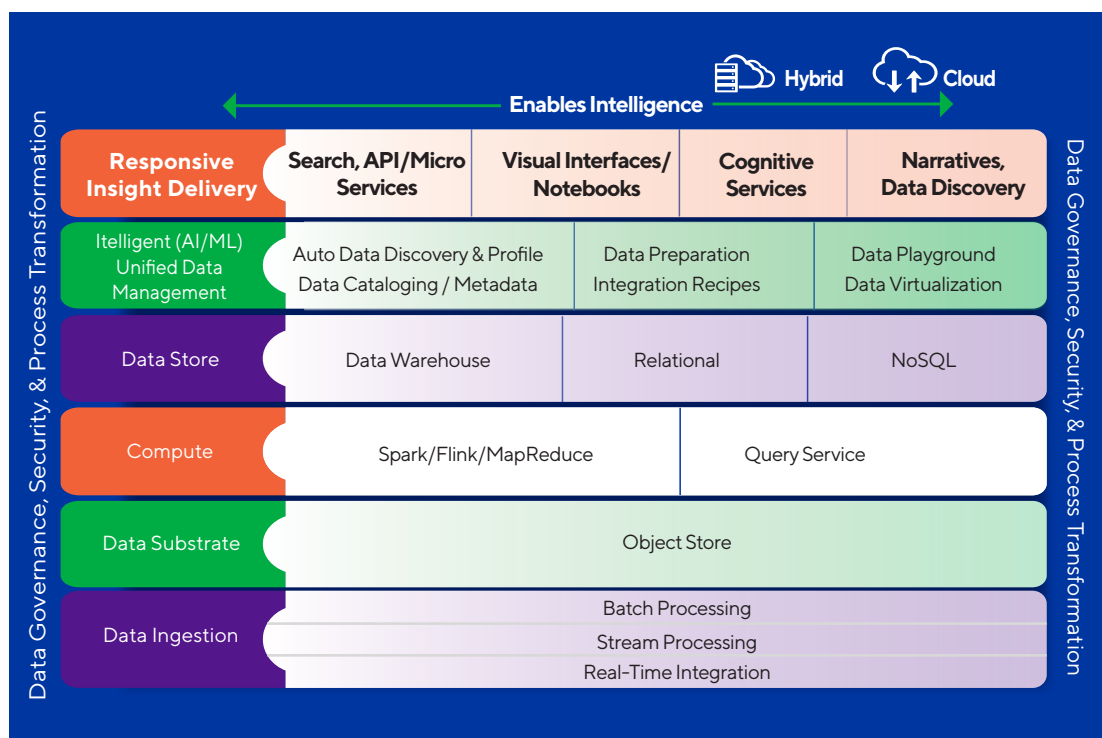 Hybrid
Cloud
Enables Intelligence
Data Governance, Security, & Process Transformation
Responsive
Insight Delivery
Search, API/Micro
Services
Visual Interfaces/
Notebooks
Cognitive
Services
Narratives,
Data Discovery
Itelligent (AI/ML)
Unified Data
Management
Auto Data Discovery & Profile
Data Cataloging / Metadata
Data Preparation
Integration Recipes
Data Playground
Data Virtualization
Data Store
Data Warehouse
Relational
NoSQL
Compute
Spark/Flink/MapReduce
Query Service
Data Substrate
Object Store
Data Ingestion
Batch Processing
Stream Processing
Real-Time Integration
Data Governance, Security, & Process Transformation